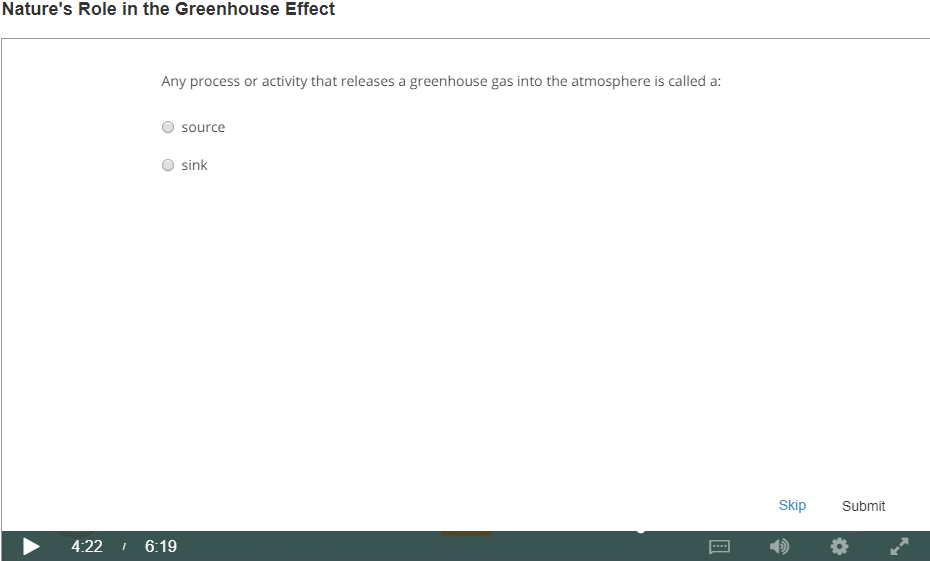 Nature's Role in the Greenhouse Effect
Any process or activity that releases a greenhouse gas into the atmosphere is called a:
source
sink
Skip Submit
4:22 / 6:19